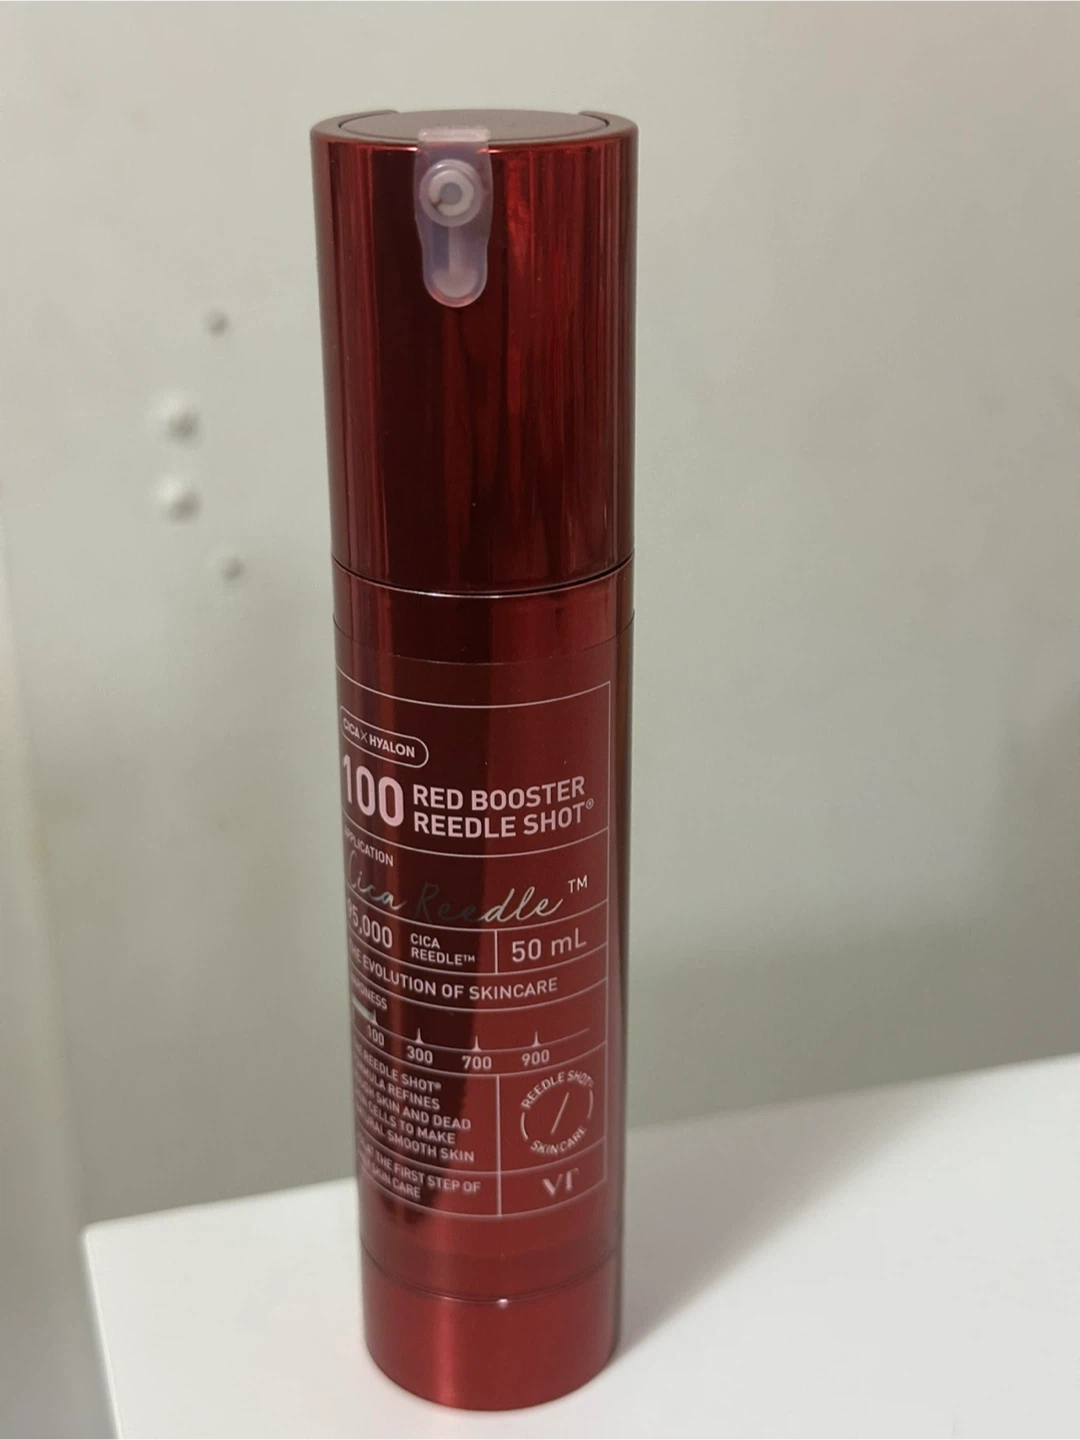 CICA X HYALON
100 RED BOOSTER
REEDLE SHOT®
Cica Reedle™
CICA
REEDLE™
50 mL
EVOLUTION OF SKINCARE
100 300 700 900
REEDLE SHOT®
REFINES
SKIN AND DEAD
CELLS TO MAKE
SMOOTH SKIN
AT THE FIRST STEP OF
SKIN CARE
REEDLE SHOT®
SKINCARE
VT